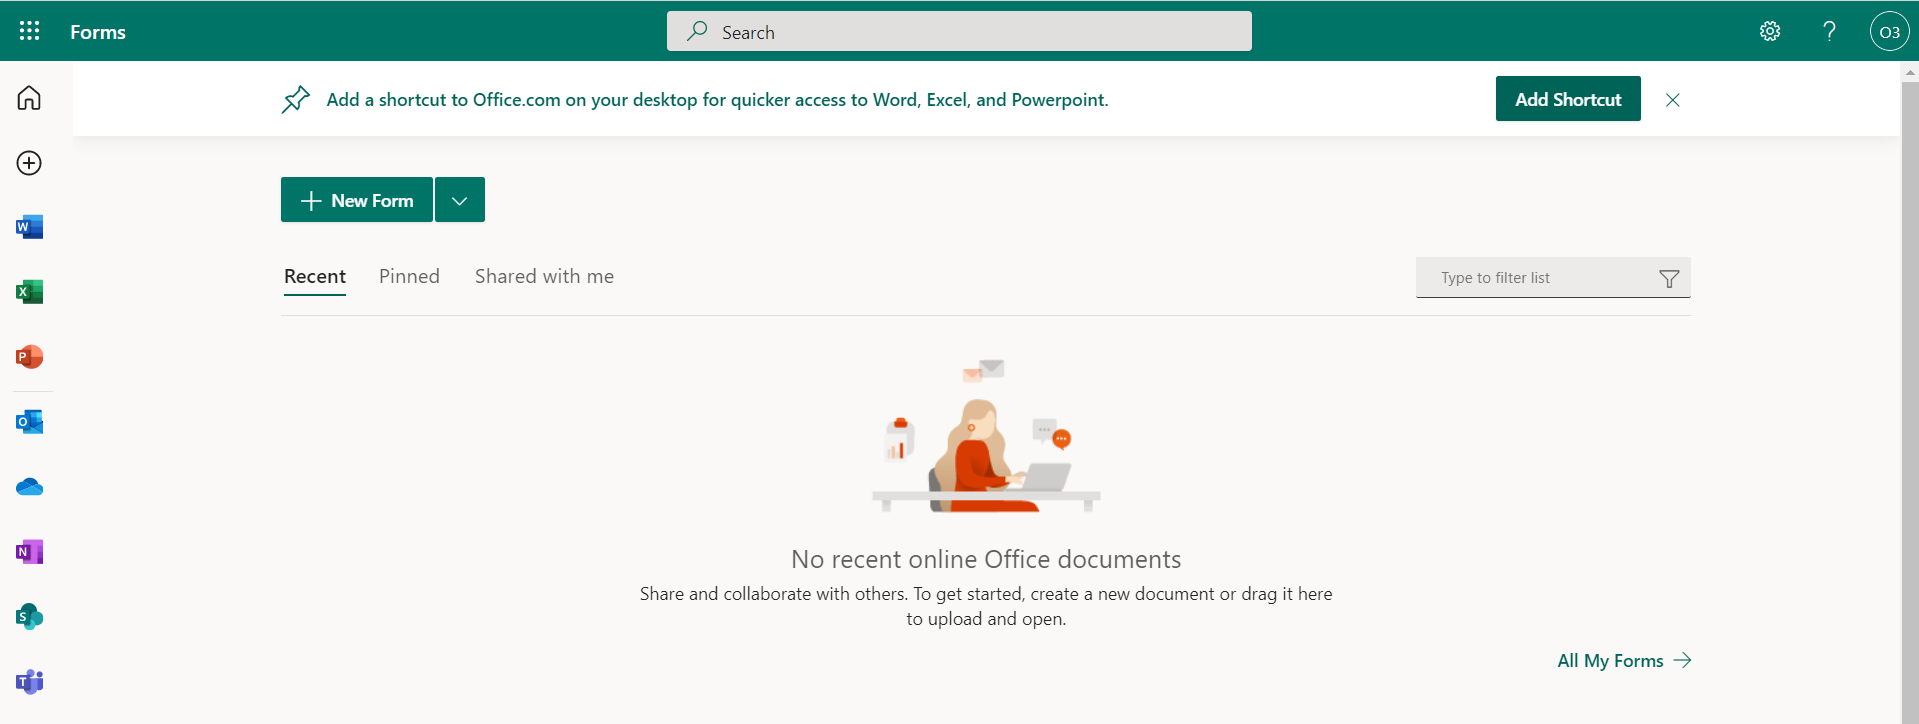 Forms
Search
?
O3
Add a shortcut to Office.com on your desktop for quicker access to Word, Excel, and Powerpoint.
Add Shortcut
New Form
Recent
Pinned
Shared with me
Type to filter list
W
X
P
O
N
S
T
No recent online Office documents
Share and collaborate with others. To get started, create a new document or drag it here
to upload and open.
All My Forms